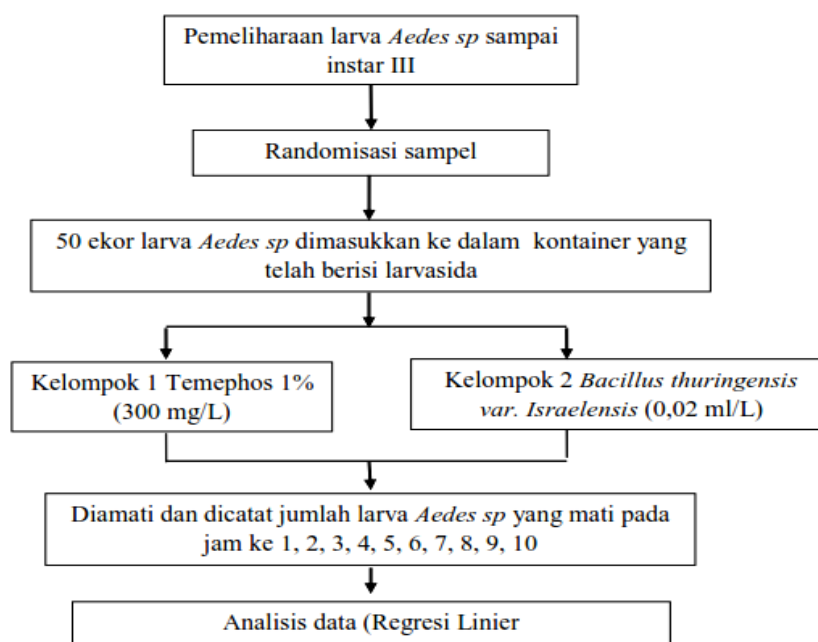 Pemeliharaan larva Aedes sp sampai
instar III
Randomisasi sampel
50 ekor larva Aedes sp dimasukkan ke dalam kontainer yang
telah berisi larvasida
Kelompok 1 Temephos 1%
(300 mg/L)
Kelompok 2 Bacillus thuringensis
var. Israelensis (0,02 ml/L)
Diamati dan dicatat jumlah larva Aedes sp yang mati pada
jam ke 1, 2, 3, 4, 5, 6, 7, 8, 9, 10
Analisis data (Regresi Linier